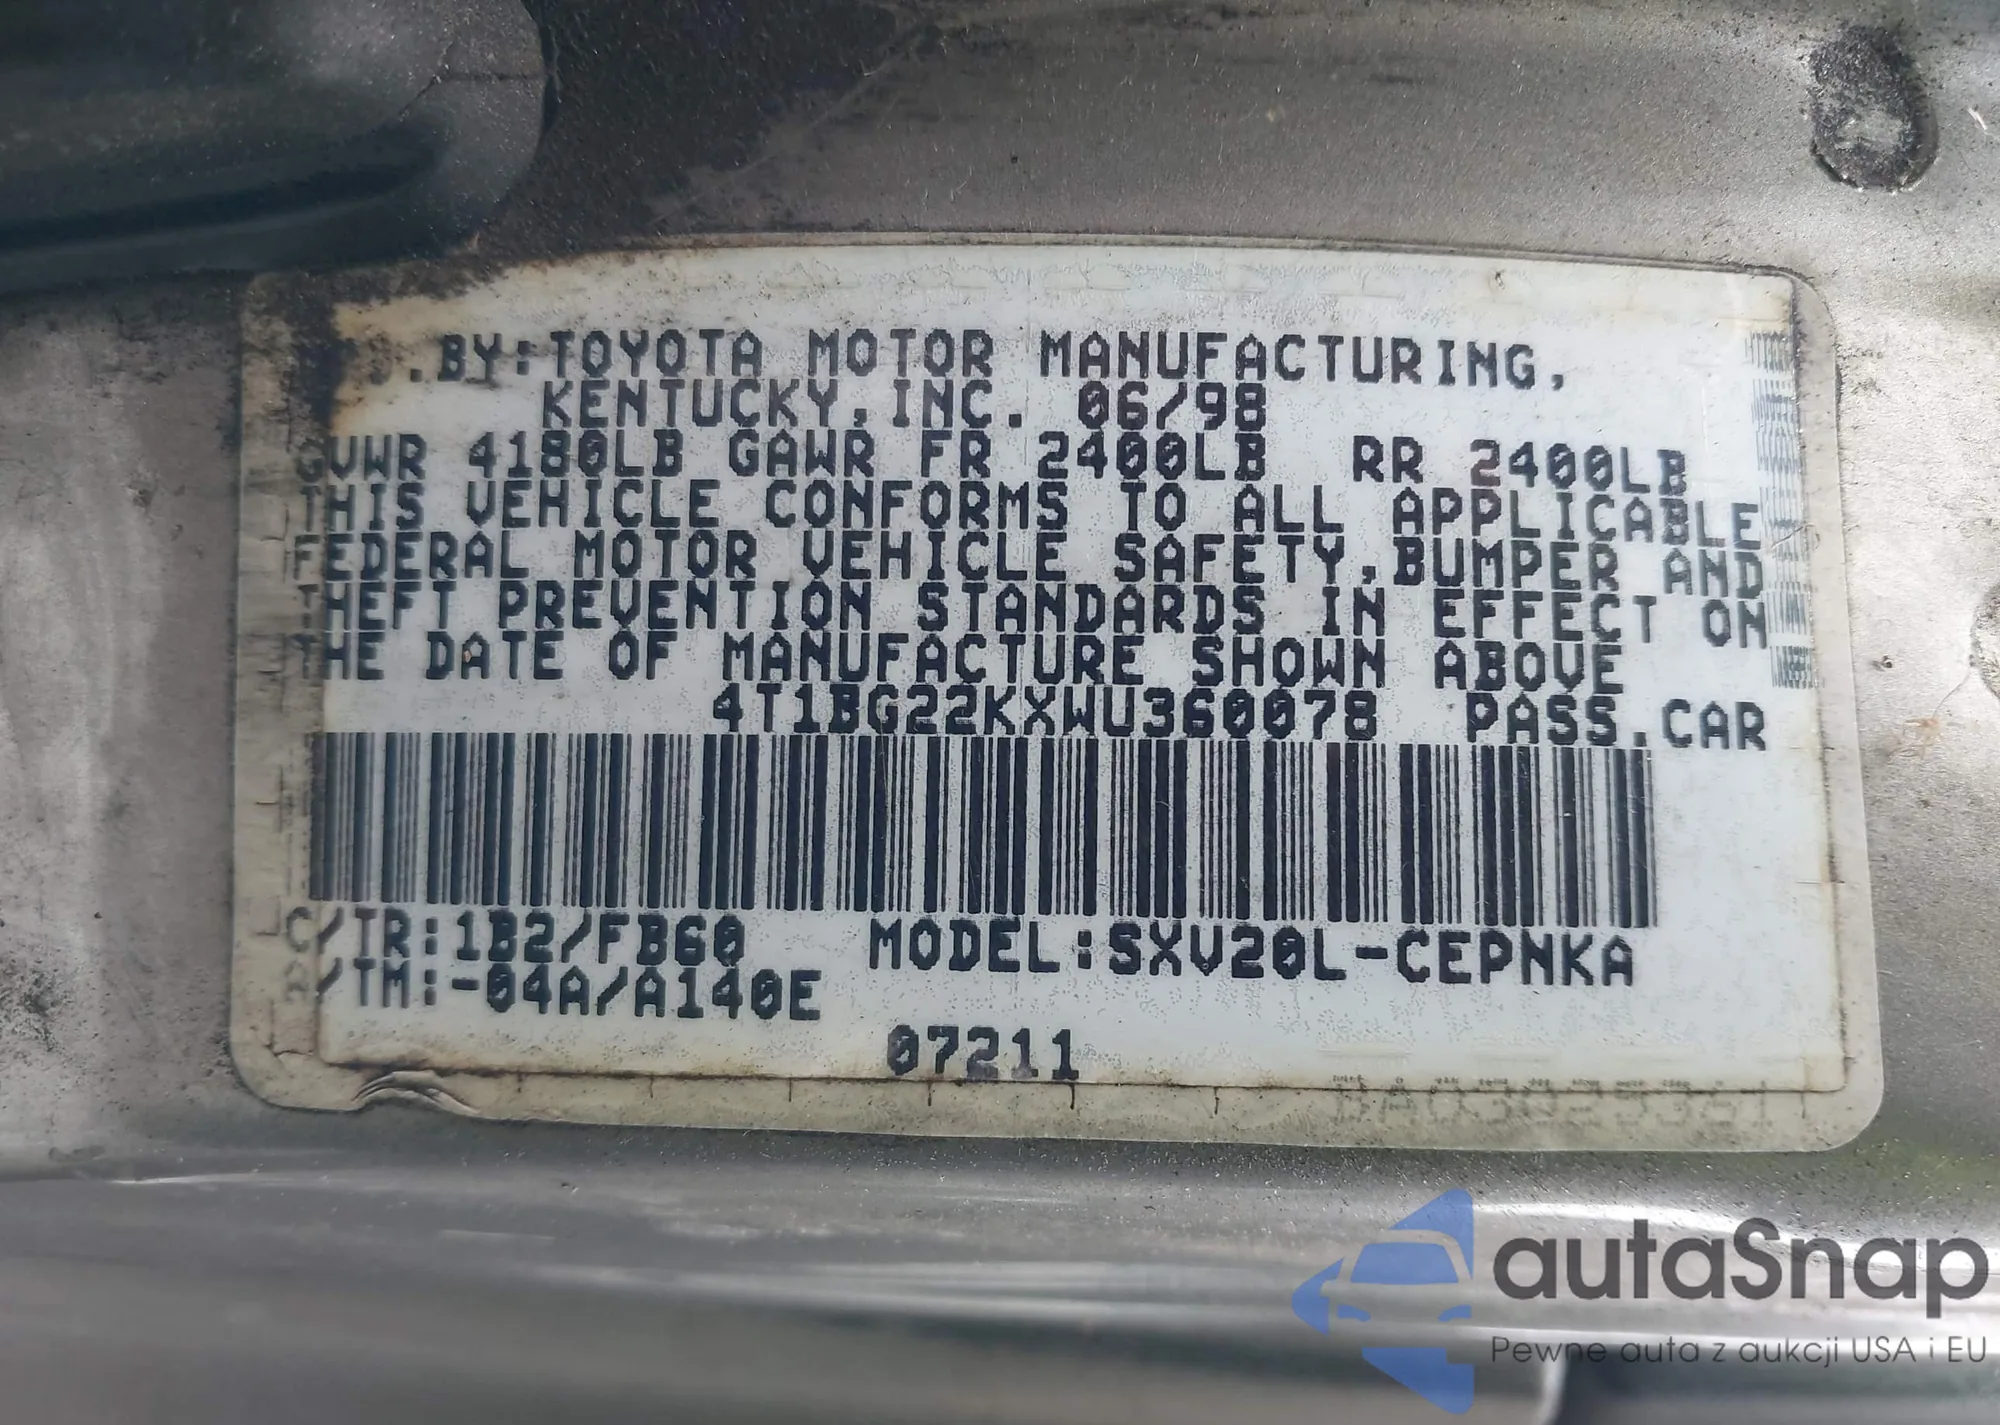 D.BY:TOYOTA MOTOR MANUFACTURING,
KENTUCKY,INC. 06/98
GVWR 4180LB GAWR FR 2400LB RR 2400LB
THIS VEHICLE CONFORMS TO ALL APPLICABLE
FEDERAL MOTOR VEHICLE SAFETY,BUMPER AND
THEFT PREVENTION STANDARDS IN EFFECT ON
THE DATE OF MANUFACTURE SHOWN ABOVE
4T1BG22KXWU360078 PASS.CAR
C/TR:1B2/FB60 MODEL:SXV20L-CEPNKA
A/TM:-04A/A140E
07211
autaSnap
Pewne auta z aukcji USA i EU